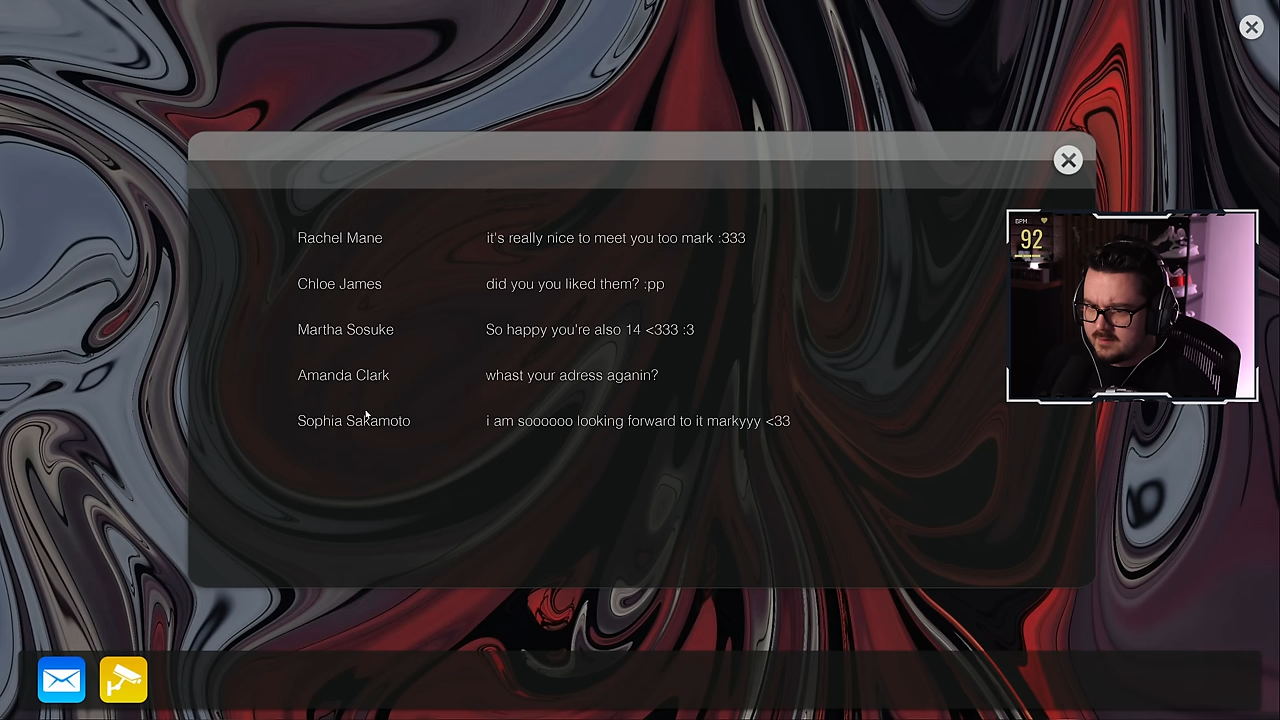 BPM
92
Rachel Mane it's really nice to meet you too mark :333
Chloe James did you you liked them? :pp
Martha Sosuke So happy you're also 14 <333 :3
Amanda Clark whast your adress aganin?
Sophia Sakamoto i am soooooo looking forward to it markyyy <33